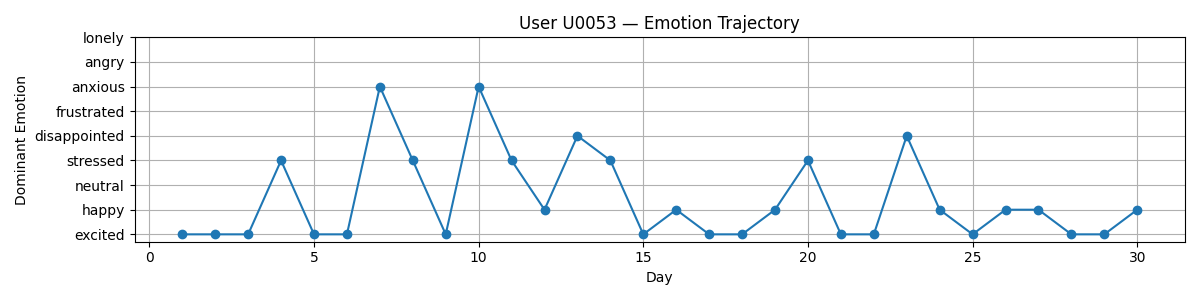 User U0053 — Emotion Trajectory
Dominant Emotion
lonely
angry
anxious
frustrated
disappointed
stressed
neutral
happy
excited
0 5 10 15 20 25 30
Day